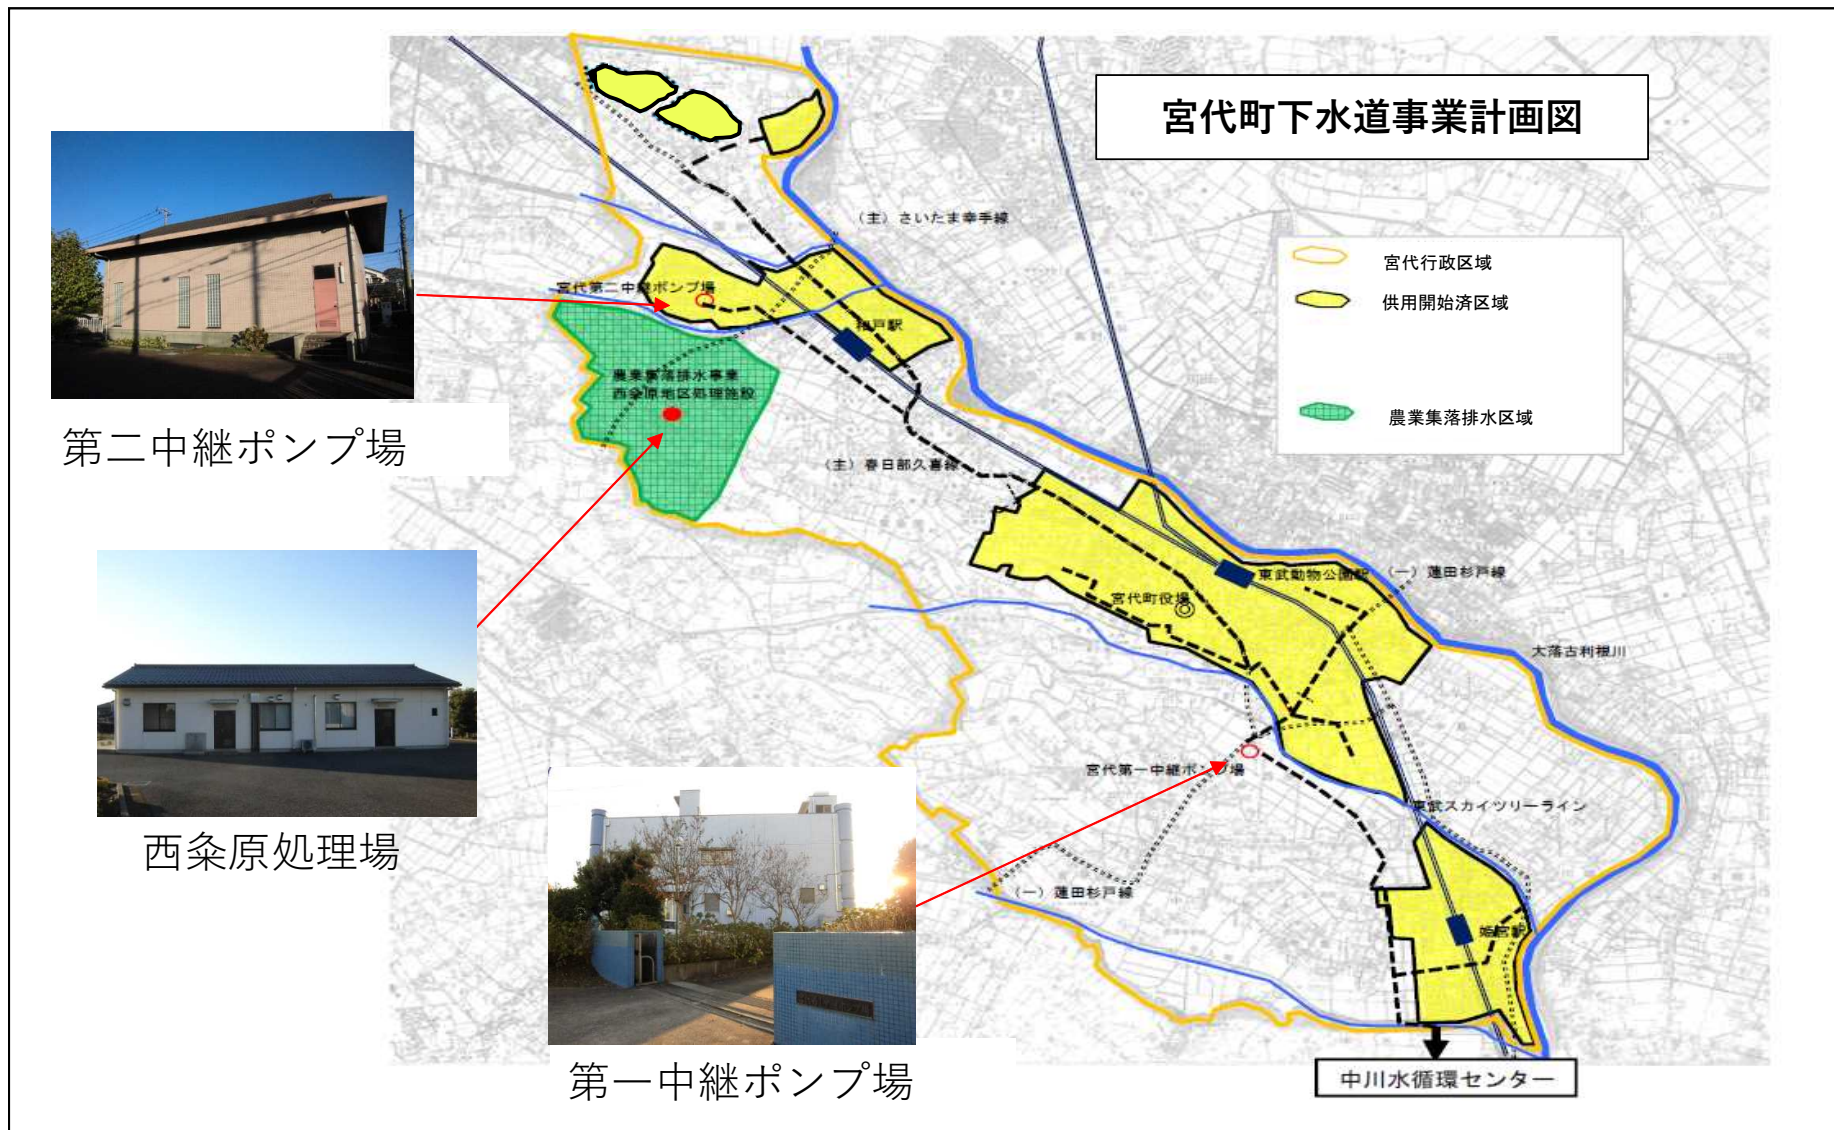 宮代町下水道事業計画図
(主)さいたま幸手線
宮代行政区域
供用開始済区域
農業集落排水区域
宮代第二中継ポンプ場
和戸駅
農業集落排水事業
西粂原地区処理施設
第二中継ポンプ場
(主)春日部久喜線
東武動物公園駅
(一)蓮田杉戸線
宮代町役場
大落古利根川
宮代第一中継ポンプ場
東武スカイツリーライン
西粂原処理場
(一)蓮田杉戸線
姫宮駅
第一中継ポンプ場
中川水循環センター